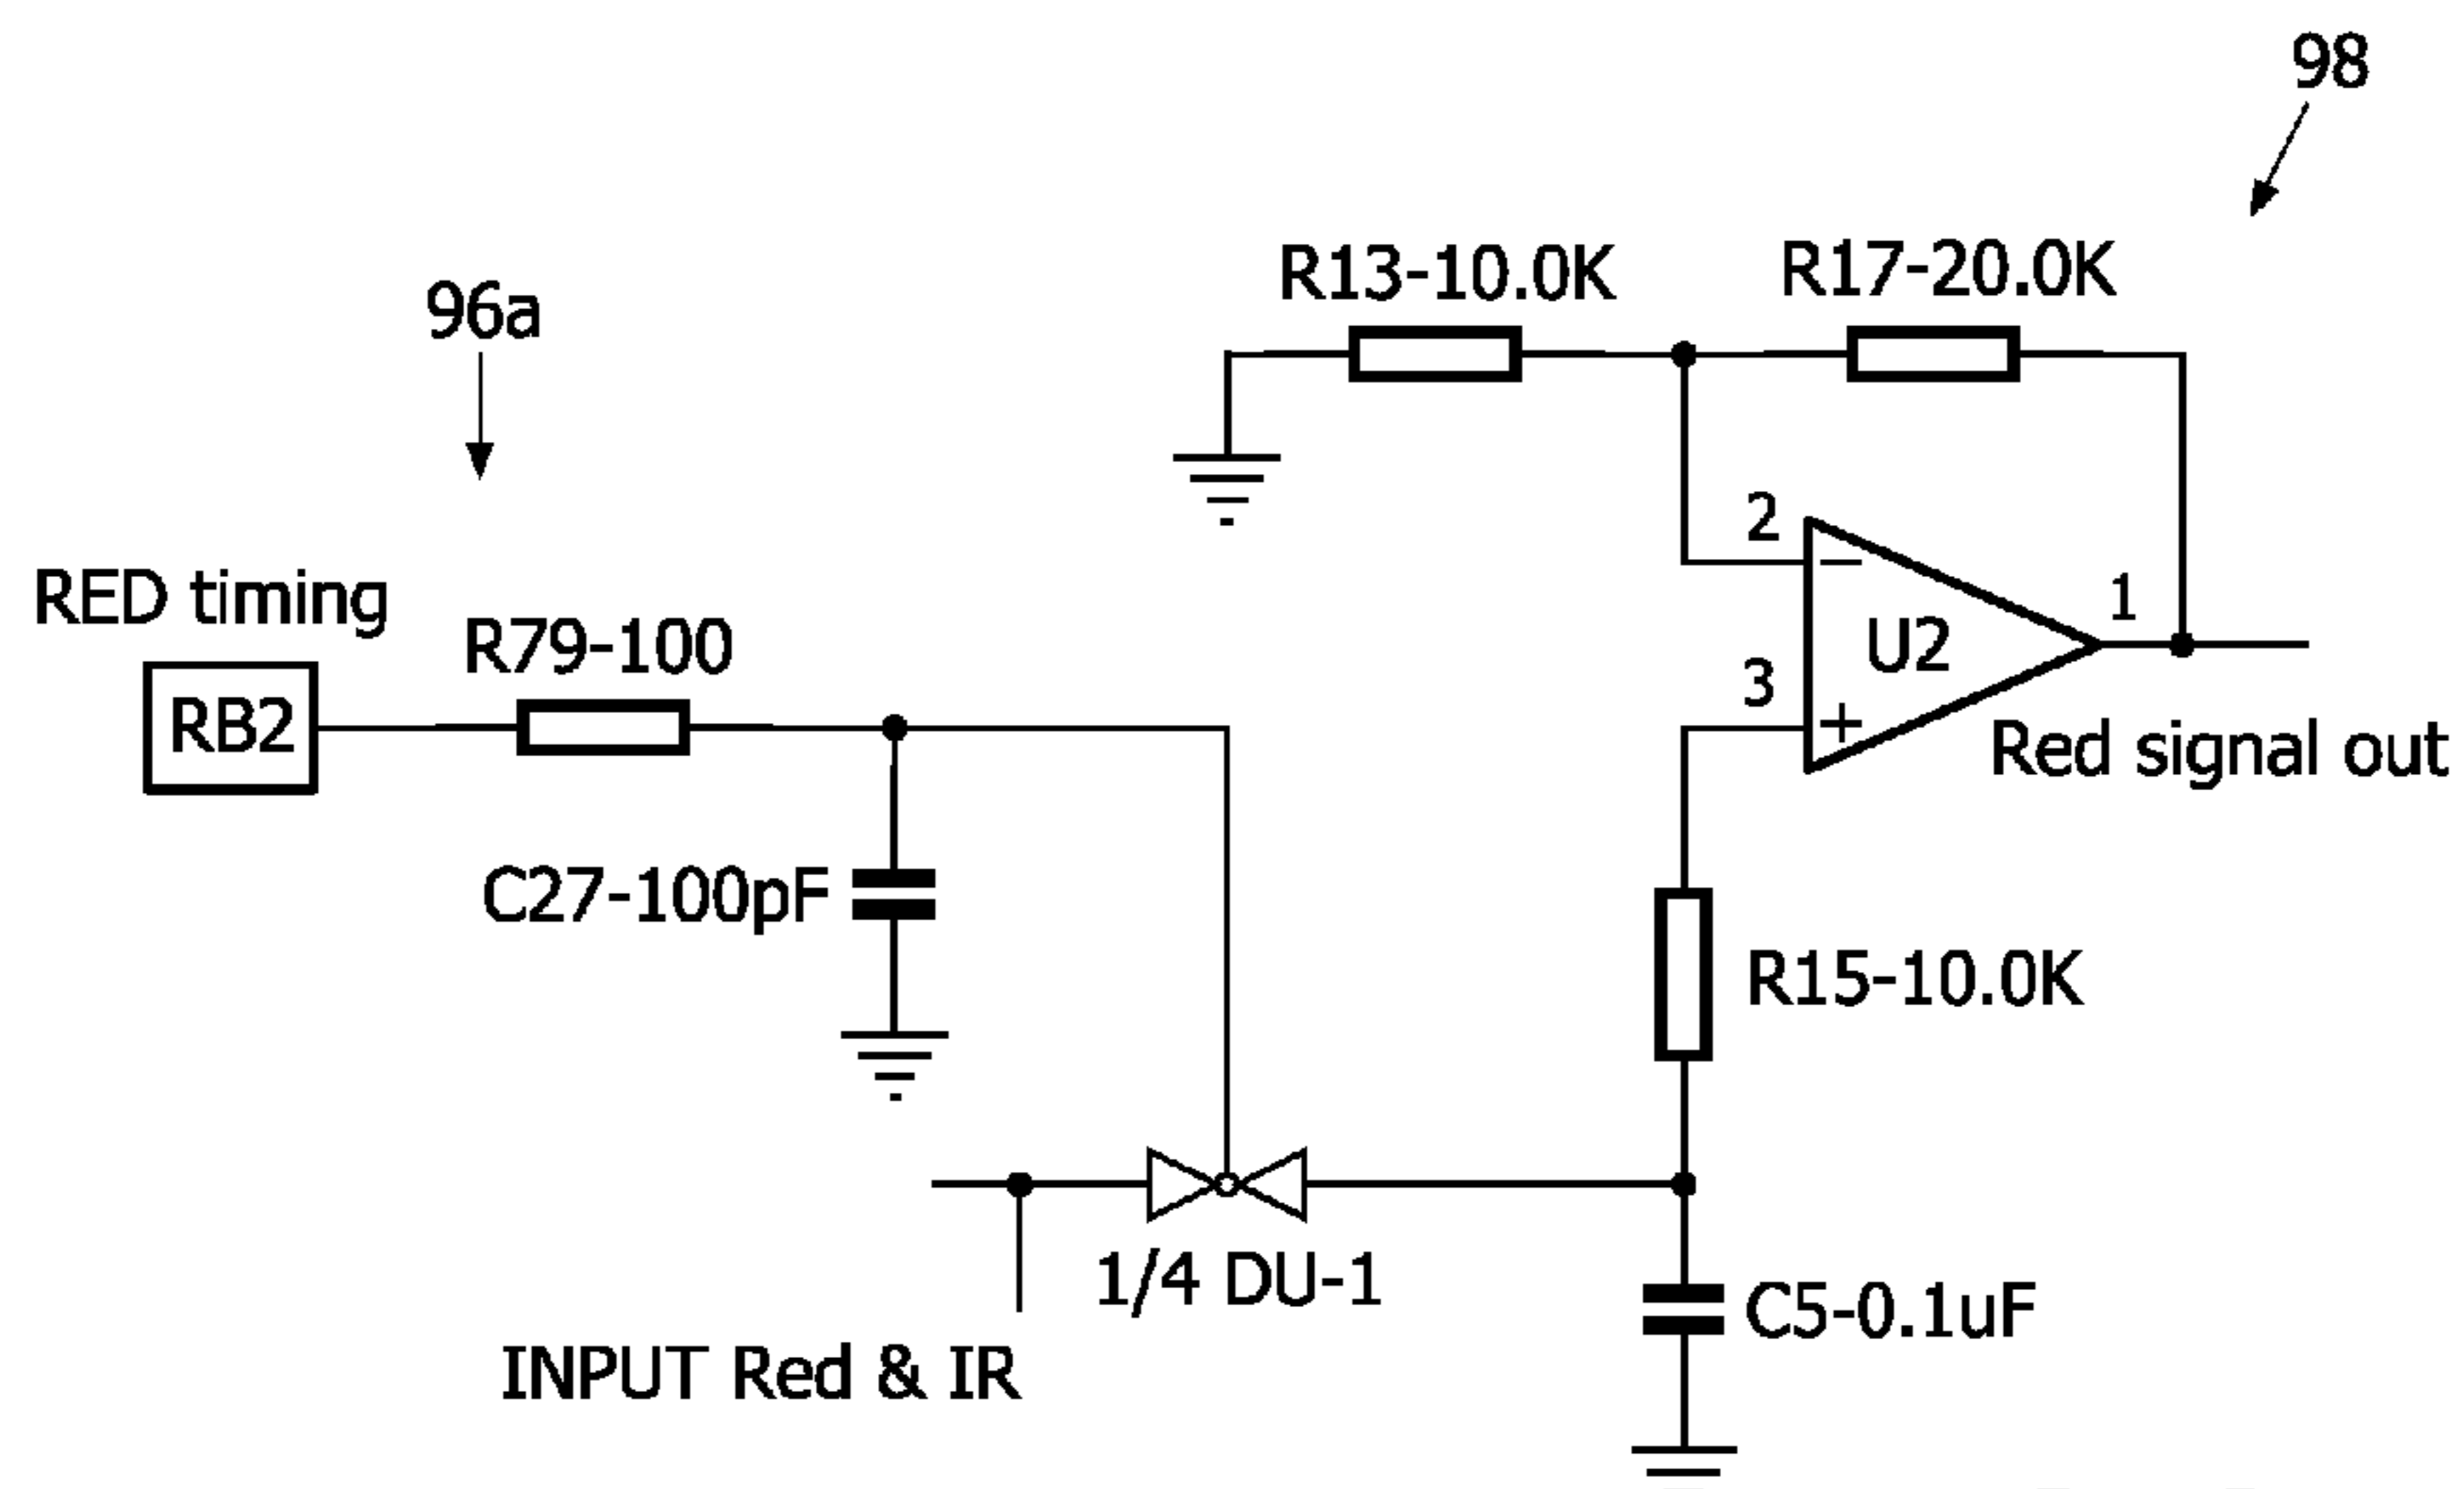 98
R13-10.0K
R17-20.0K
96a
2
RED timing
R79-100
1
U2
3
RB2
Red signal out
C27-100pF
R15-10.0K
1/4 DU-1
C5-0.1uF
INPUT Red & IR